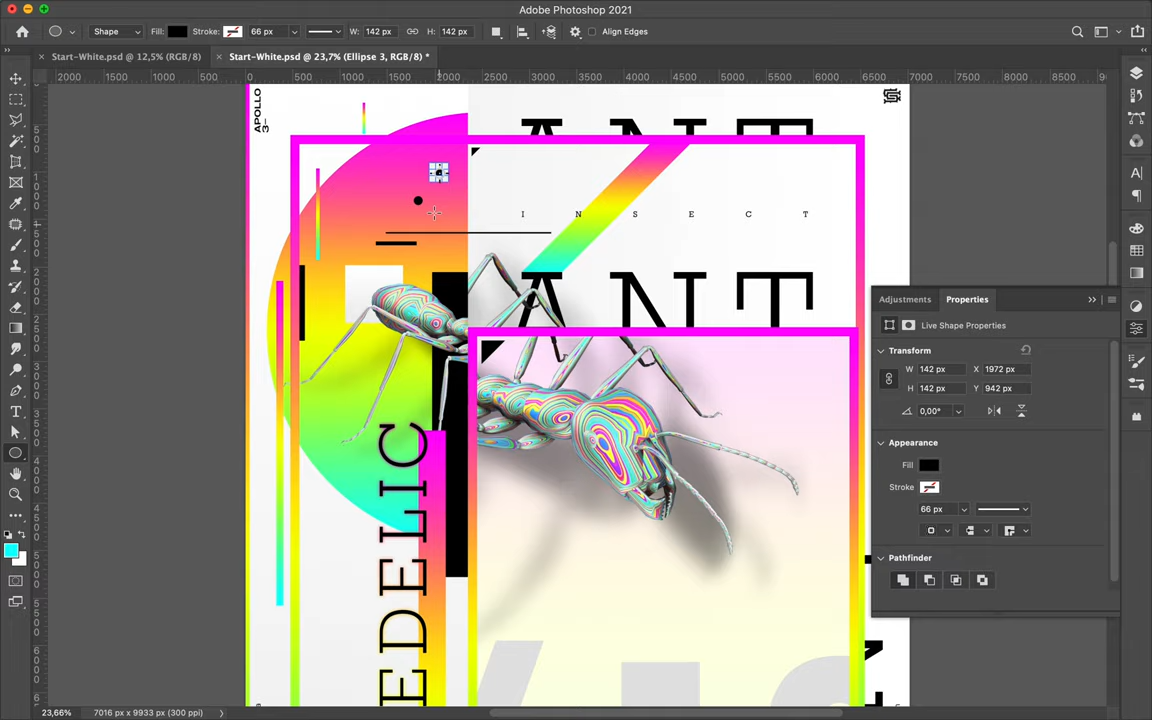 Adobe Photoshop 2021
Shape Fill: Stroke: 66 px W: 142 px H: 142 px Align Edges
Start-White.psd @ 12,5% (RGB/8) Start-White.psd @ 23,7% (Ellipse 3, RGB/8) *
2000 1500 1000 500 0 500 1000 1500 2000 2500 3000 3500 4000 4500 5000 5500 6000 6500 7000 7500 8000 8500
APOLLO
3–
ANT
INSECT
ANT
EDELIC
Adjustments Properties
Live Shape Properties
Transform
W 142 px X 1972 px
H 142 px Y 942 px
0,00°
Appearance
Fill
Stroke
66 px
Pathfinder
23,66% 7016 px x 9933 px (300 ppi)